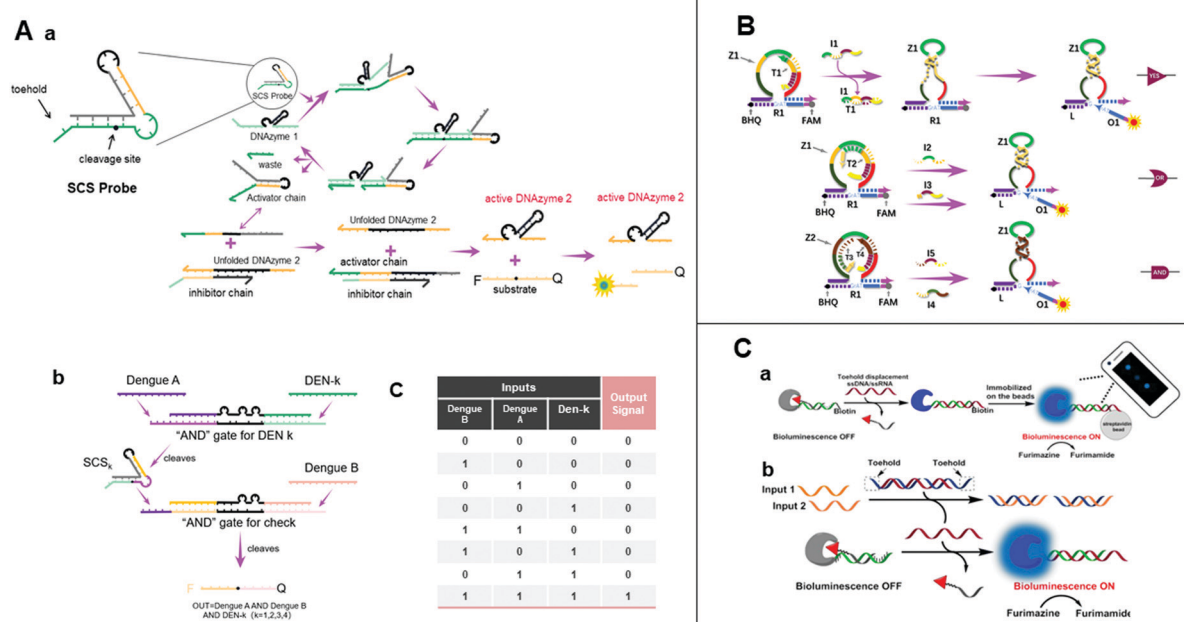 A a
toehold
SCS Probe
cleavage site
SCS Probe
DNAzyme 1
waste
Activator chain
active DNAzyme 2
active DNAzyme 2
Unfolded DNAzyme 2
+
+
+
Unfolded DNAzyme 2
activator chain
F
Q
Q
inhibitor chain
inhibitor chain
substrate
b
Dengue A
DEN-k
"AND" gate for DEN k
SCSk
cleaves
Dengue B
"AND" gate for check
cleaves
F
Q
OUT=Dengue A AND Dengue B
AND DEN-k (k=1,2,3,4)
C
Inputs
Output Signal
Dengue B
Dengue A
Den-k
0 0 0 0
1 0 0 0
0 1 0 0
0 0 1 0
1 1 0 0
1 0 1 0
0 1 1 0
1 1 1 1
B
Z1
I1
Z1
Z1
T1
I1
T1
YES
BHQ
R1
FAM
R1
L
O1
Z1
I2
Z1
T2
I3
OR
BHQ
R1
FAM
L
O1
Z2
I5
Z1
T3
T4
AND
I4
BHQ
R1
FAM
L
O1
C
a
Toehold displacement
ssDNA/ssRNA
Immobilized
on the beads
Biotin
Biotin
streptavidin
bead
Bioluminescence OFF
Bioluminescence ON
Furimazine
Furimamide
b
Toehold
Toehold
Input 1
Input 2
Bioluminescence OFF
Bioluminescence ON
Furimazine
Furimamide